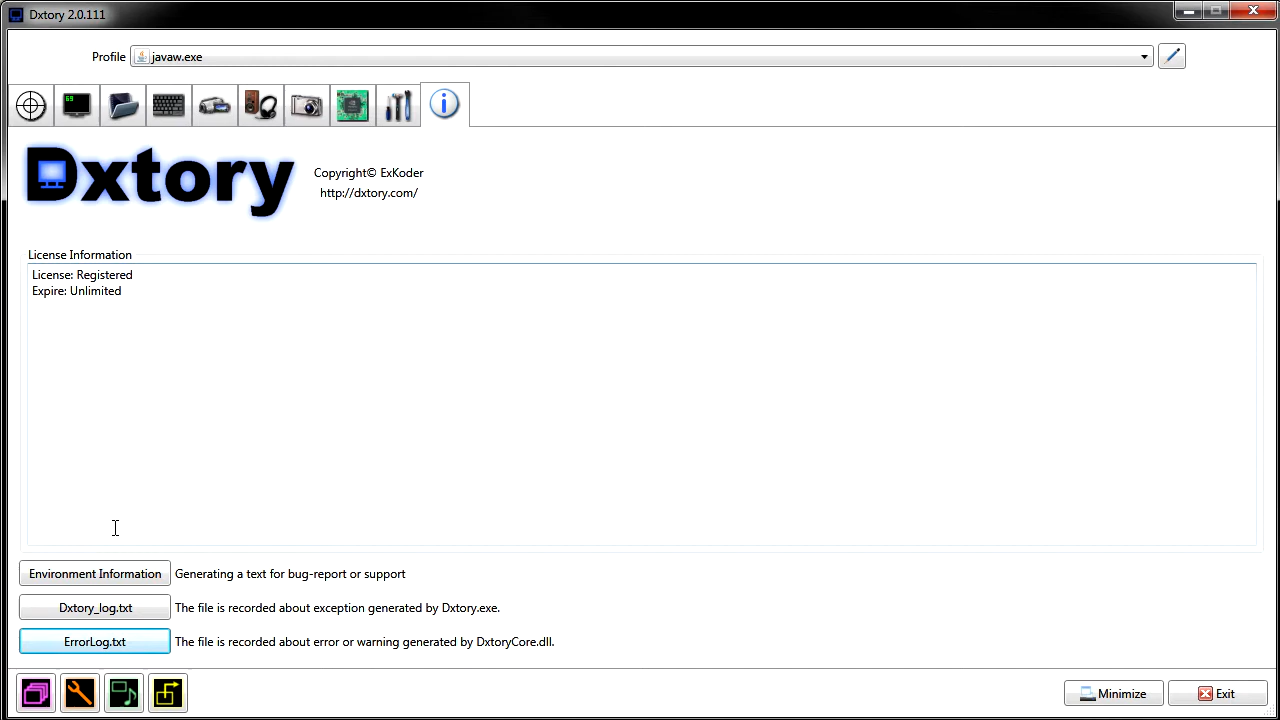 Dxtory 2.0.111
Profile
javaw.exe
69
Dxtory
Copyright© ExKoder
http://dxtory.com/
License Information
License: Registered
Expire: Unlimited
Environment Information
Generating a text for bug-report or support
Dxtory_log.txt
The file is recorded about exception generated by Dxtory.exe.
ErrorLog.txt
The file is recorded about error or warning generated by DxtoryCore.dll.
Minimize
Exit